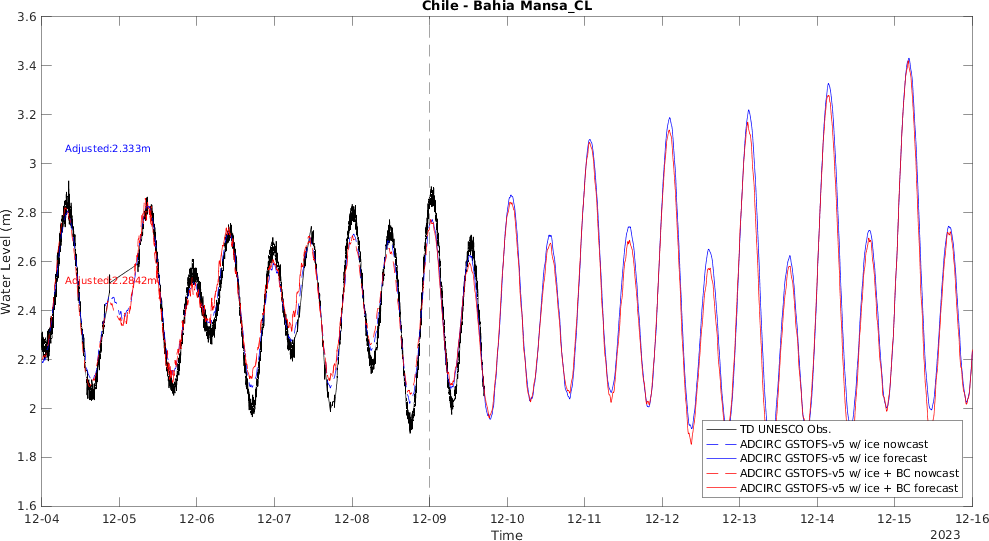 Chile - Bahia Mansa_CL
3.6
3.4
3.2
3
2.8
2.6
2.4
2.2
2
1.8
1.6
Water Level (m)
Adjusted:2.333m
Adjusted:2.2842m
TD UNESCO Obs.
ADCIRC GSTOFS-v5 w/ ice nowcast
ADCIRC GSTOFS-v5 w/ ice forecast
ADCIRC GSTOFS-v5 w/ ice + BC nowcast
ADCIRC GSTOFS-v5 w/ ice + BC forecast
12-04 12-05 12-06 12-07 12-08 12-09 12-10 12-11 12-12 12-13 12-14 12-15 12-16
Time
2023